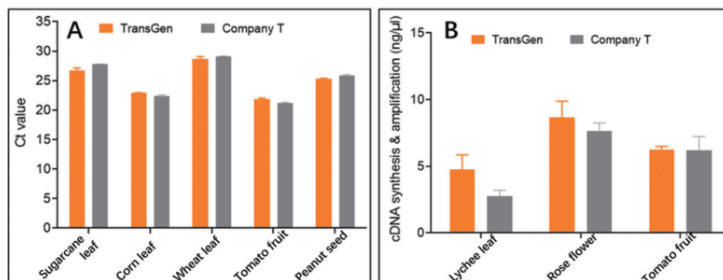 A
TransGen
Company T
Ct value
35
30
25
20
15
10
5
0
Sugarcane
leaf
Corn leaf
Wheat leaf
Tomato fruit
Peanut seed
B
TransGen
Company T
cDNA synthesis & amplification (ng/µl)
15
10
5
0
Lychee leaf
Rose flower
Tomato fruit